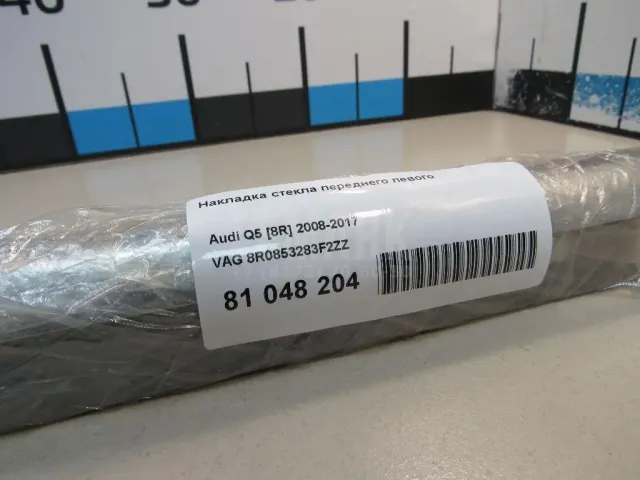 Накладка стекла переднего левого
Audi Q5 [8R] 2008-2017
VAG 8R0853283F2ZZ
81 048 204